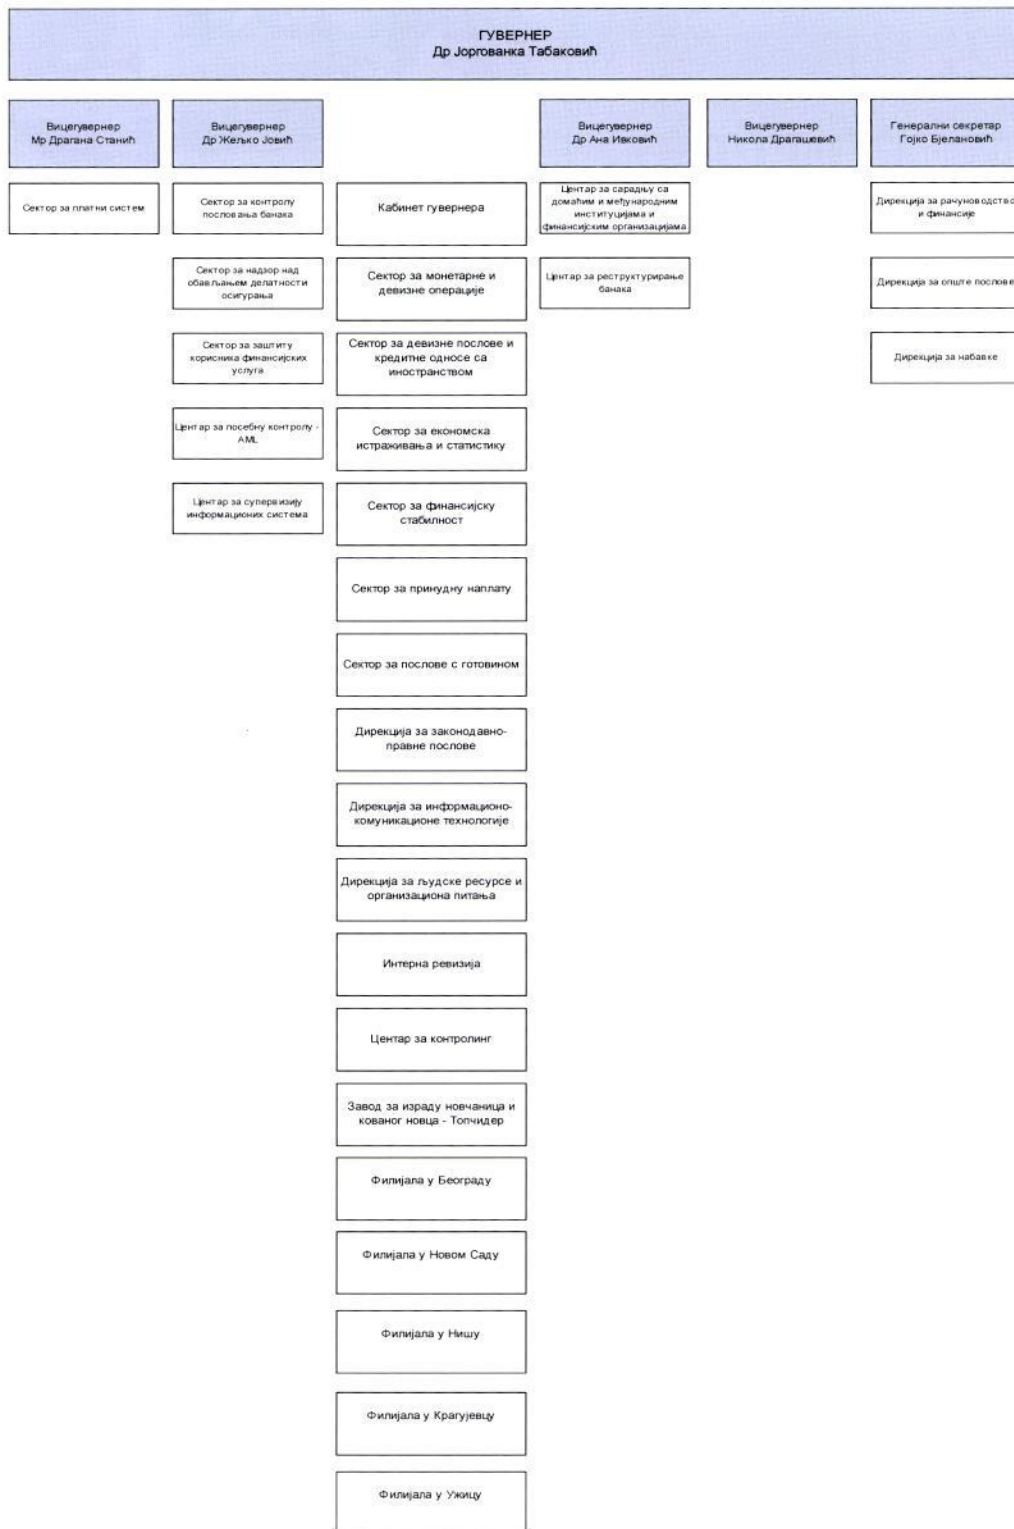 ГУВЕРНЕР
Др Јоргованка Табаковић
Вицегувернер
Мр Драгана Станић
Вицегувернер
Др Жељко Јовић
Вицегувернер
Др Ана Ивковић
Вицегувернер
Никола Драгашевић
Генерални секретар
Гојко Бјелановић
Сектор за платни систем
Сектор за контролу
пословања банака
Сектор за надзор над
обављањем делатности
осигурања
Сектор за заштиту
корисника финансијских
услуга
Центар за посебну контролу -
AML
Центар за супервизију
информационих система
Кабинет гувернера
Сектор за монетарне и
девизне операције
Сектор за девизне послове и
кредитне односе са
иностранством
Сектор за економска
истраживања и статистику
Сектор за финансијску
стабилност
Сектор за принудну наплату
Сектор за послове с готовином
Дирекција за законодавно-
правне послове
Дирекција за информационо-
комуникационе технологије
Дирекција за људске ресурсе и
организациона питања
Интерна ревизија
Центар за контролинг
Завод за израду новчаница и
кованог новца - Топчидер
Филијала у Београду
Филијала у Новом Саду
Филијала у Нишу
Филијала у Крагујевцу
Филијала у Ужицу
Центар за сарадњу са
домаћим и међународним
институцијама и
финансијским организацијама
Центар за реструктурирање
банака
Дирекција за рачуноводство
и финансије
Дирекција за опште послове
Дирекција за набавке